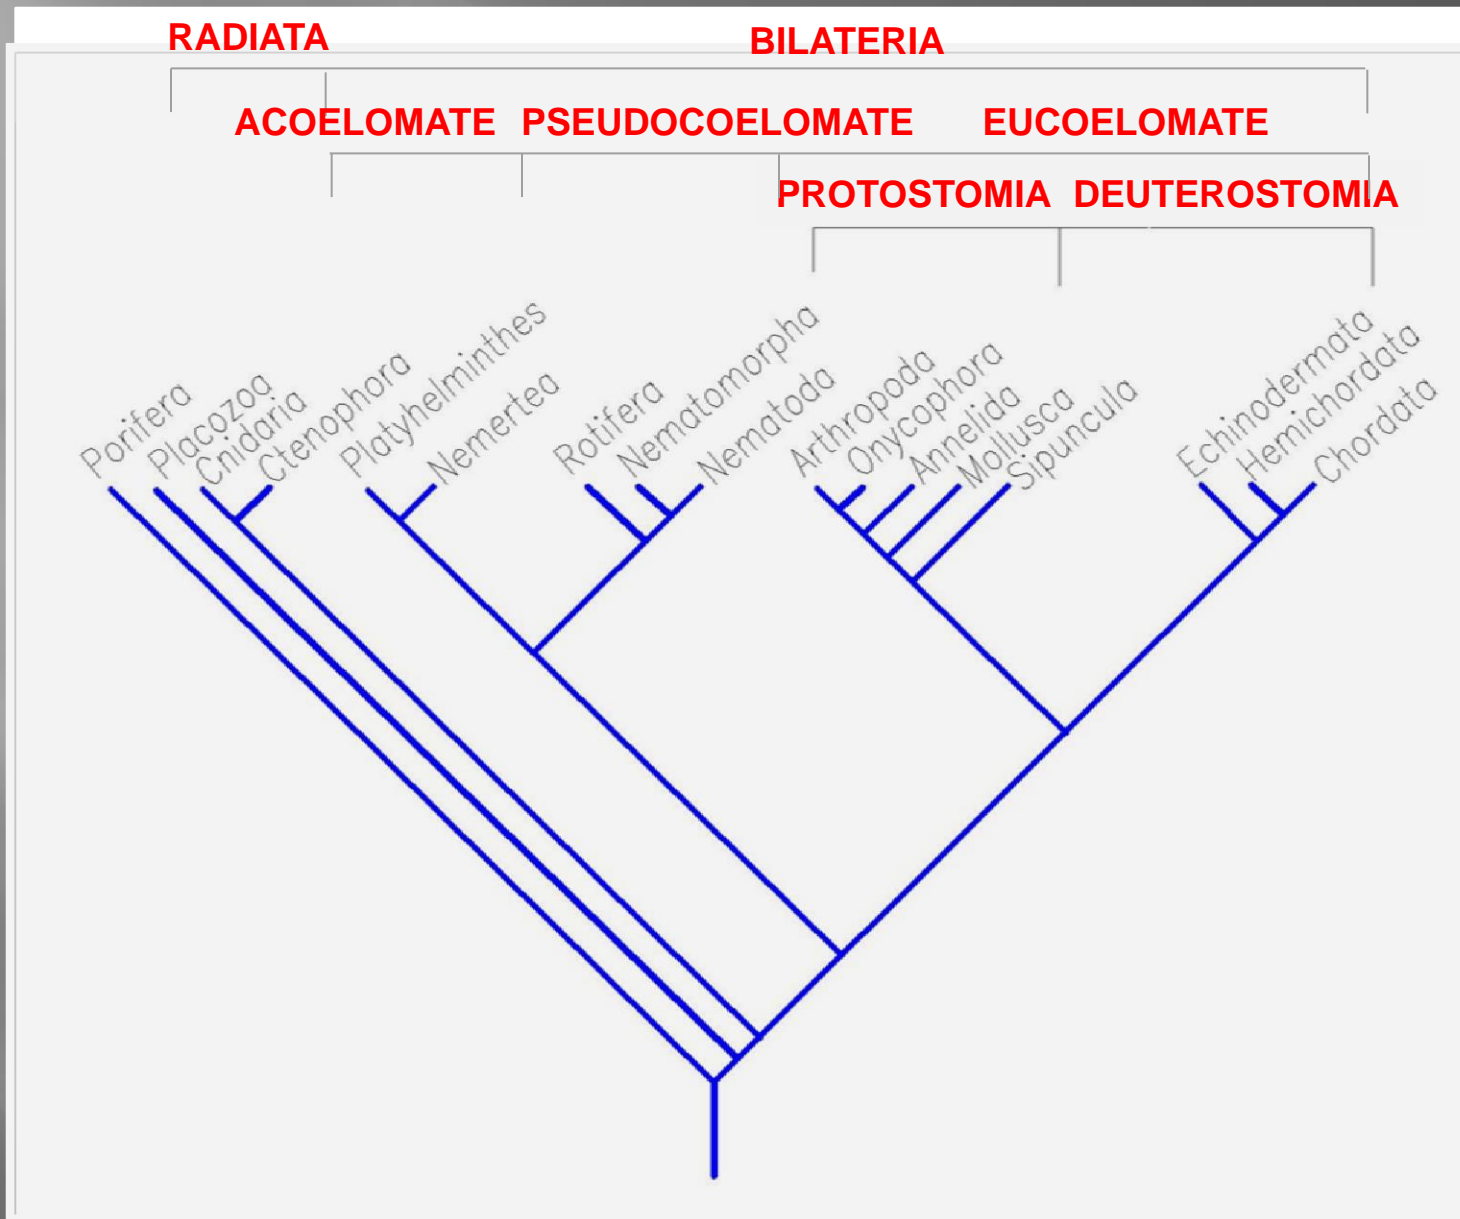 RADIATA BILATERIA
ACOELOMATE PSEUDOCOELOMATE EUCOELOMATE
PROTOSTOMIA DEUTEROSTOMIA
Porifera
Placozoa
Cnidaria
Ctenophora
Platyhelminthes
Nemertea
Rotifera
Nematomorpha
Nematoda
Arthropoda
Onycophora
Annelida
Mollusca
Sipuncula
Echinodermata
Hemichordata
Chordata